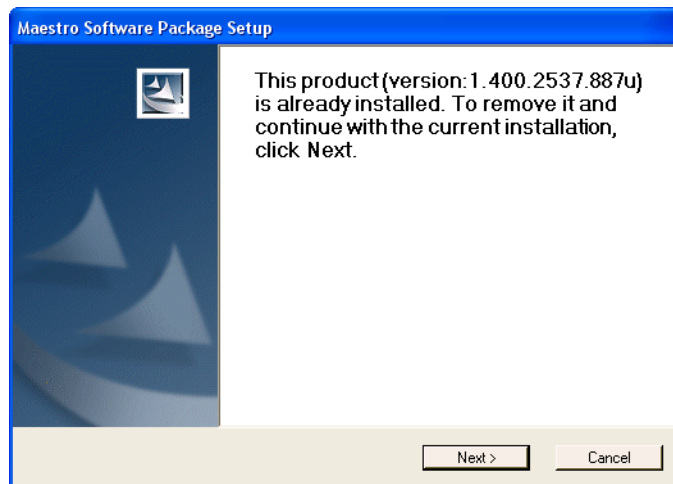 Maestro Software Package Setup
This product (version:1.400.2537.887u)
is already installed. To remove it and
continue with the current installation,
click Next.
Next >
Cancel